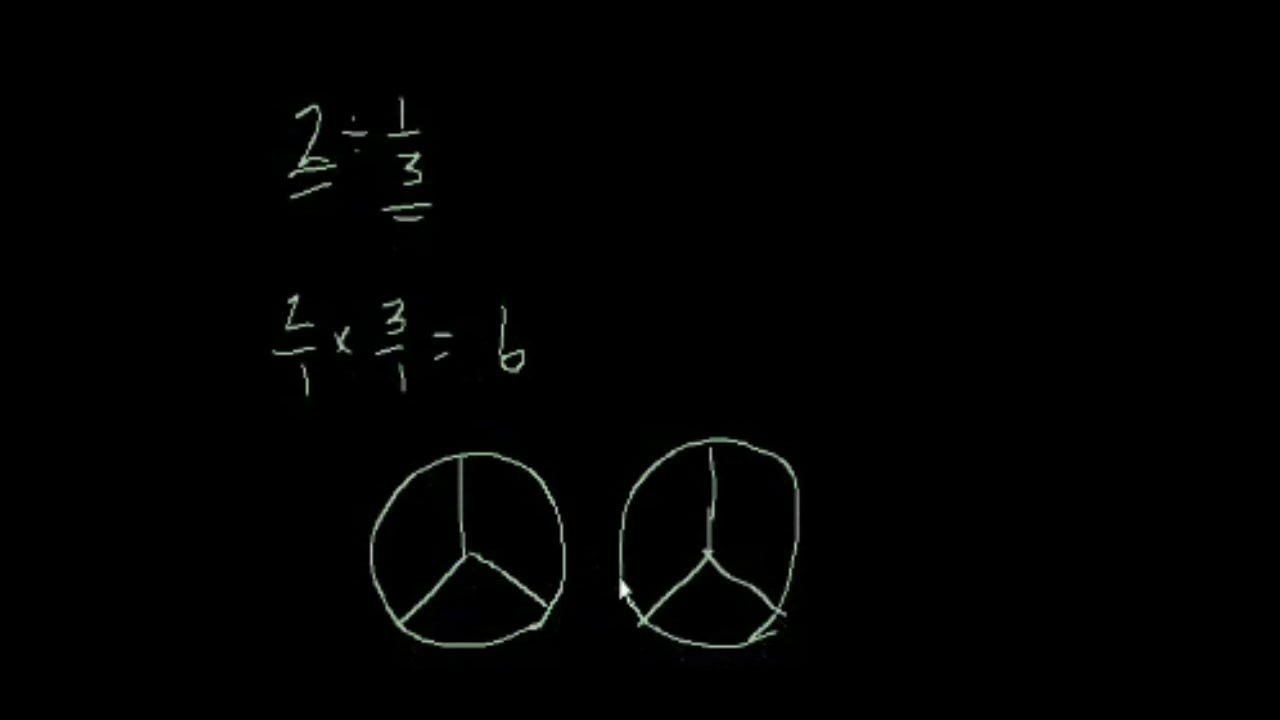 2 ÷ 1/3
2/1 × 3/1 = 6